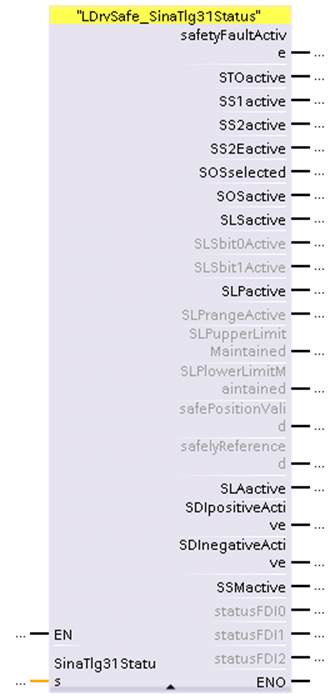 "LDrvSafe_SinaTlg31Status"
safetyFaultActiv
e
STOactive
SS1active
SS2active
SS2Eactive
SOSselected
SOSactive
SLSactive
SLSbit0Active
SLSbit1Active
SLPactive
SLPrangeActive
SLPupperLimit
Maintained
SLPlowerLimitM
aintained
safePositionVali
d
safelyReference
d
SLAactive
SDIpositiveActi
ve
SDInegativeActi
ve
SSMactive
statusFDI0
EN
statusFDI1
SinaTlg31Statu
s
statusFDI2
ENO